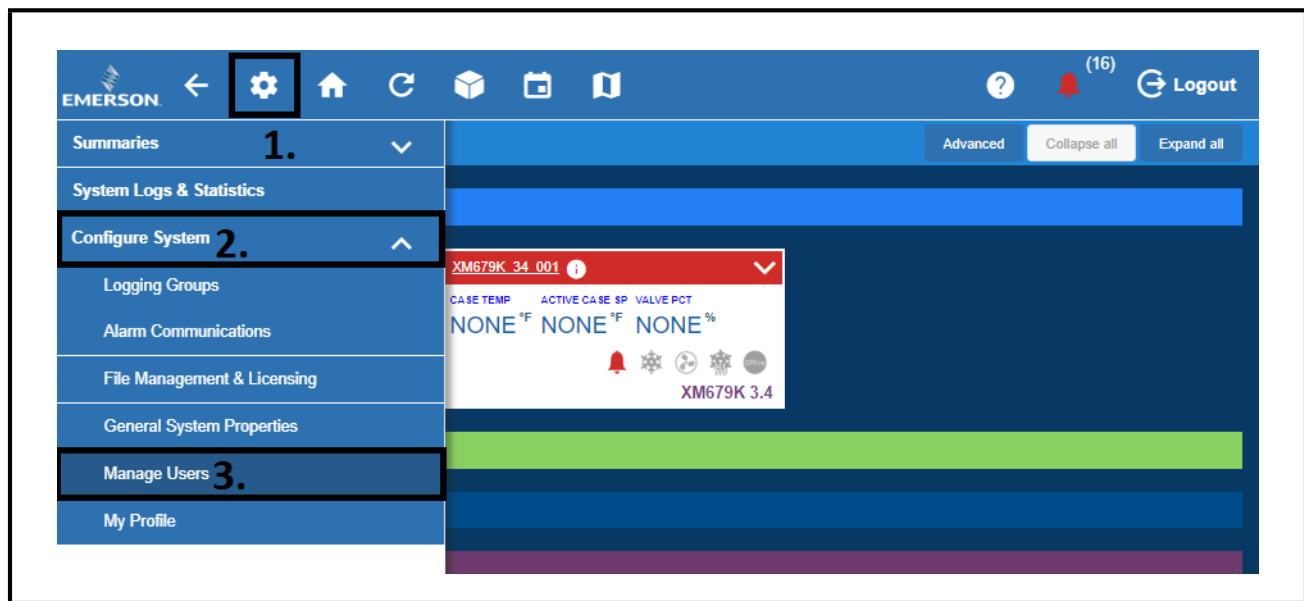 (16)
EMERSON. Logout
1.
Summaries
Advanced Collapse all Expand all
System Logs & Statistics
Configure System 2.
Logging Groups
XM679K_34_001
CASE TEMP ACTIVE CASE SP VALVE PCT
NONE °F NONE °F NONE %
Alarm Communications
Offline
XM679K 3.4
File Management & Licensing
General System Properties
Manage Users 3.
My Profile